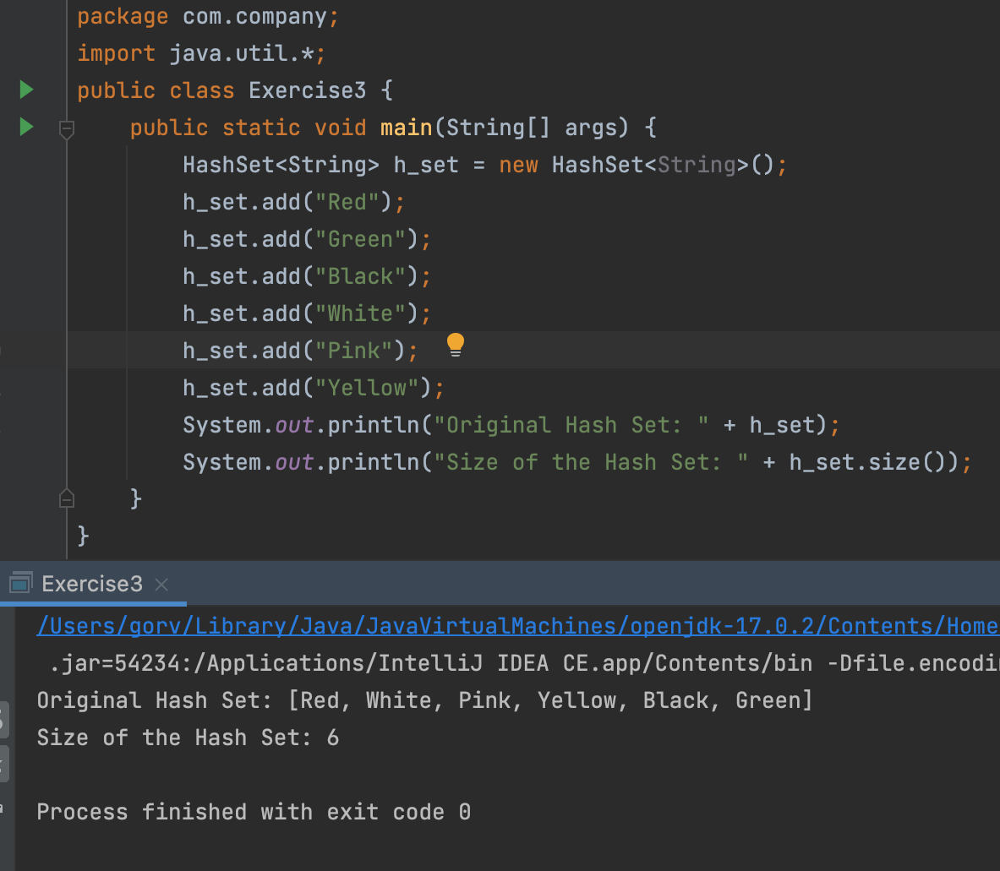 package com.company;
import java.util.*;
public class Exercise3 {
public static void main(String[] args) {
HashSet<String> h_set = new HashSet<String>();
h_set.add("Red");
h_set.add("Green");
h_set.add("Black");
h_set.add("White");
h_set.add("Pink");
h_set.add("Yellow");
System.out.println("Original Hash Set: " + h_set);
System.out.println("Size of the Hash Set: " + h_set.size());
}
}
Exercise3
/Users/gorv/Library/Java/JavaVirtualMachines/openjdk-17.0.2/Contents/Home
.jar=54234:/Applications/IntelliJ IDEA CE.app/Contents/bin -Dfile.encodin
Original Hash Set: [Red, White, Pink, Yellow, Black, Green]
Size of the Hash Set: 6
Process finished with exit code 0